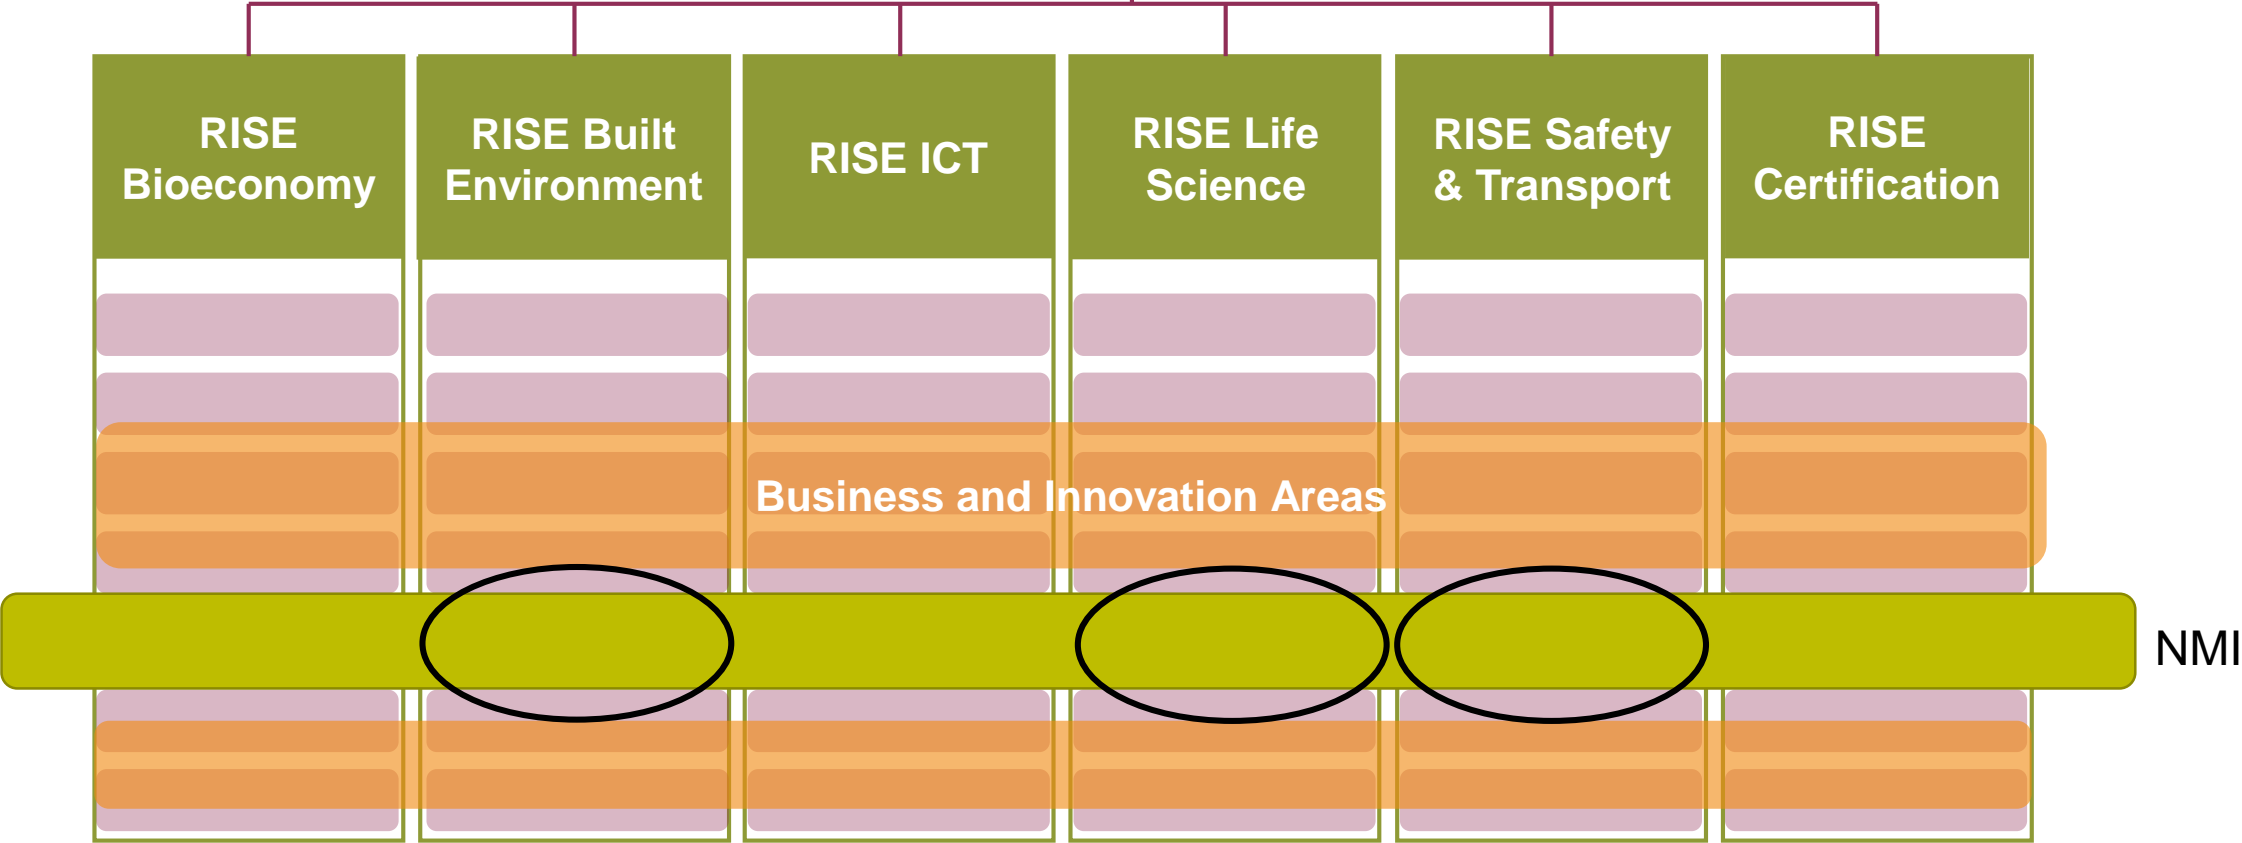 RISE
Bioeconomy
RISE Built
Environment
RISE ICT
RISE Life
Science
RISE Safety
& Transport
RISE
Certification
Business and Innovation Areas
NMI